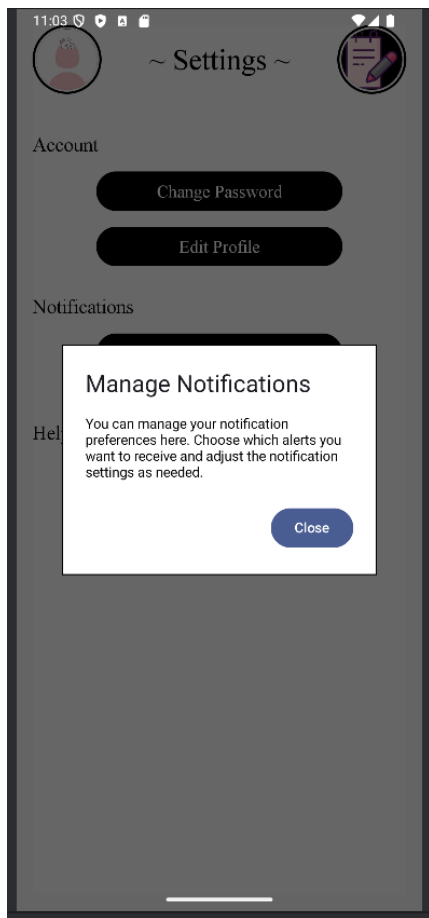 11:03
~ Settings ~
Account
Change Password
Edit Profile
Notifications
Manage Notifications
You can manage your notification
preferences here. Choose which alerts you
want to receive and adjust the notification
settings as needed.
Close